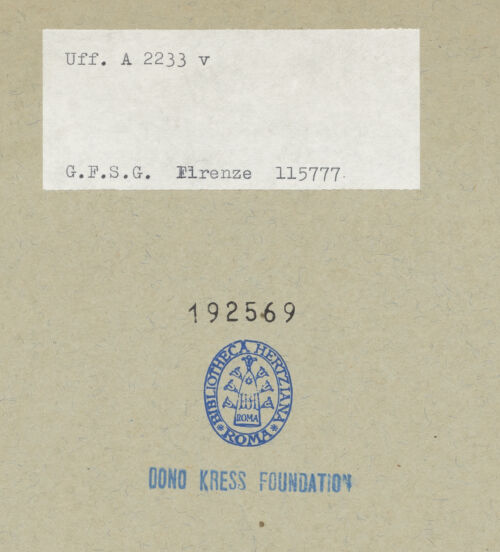 Uff. A 2233 v
G.F.S.G. Firenze 115777
192569
BIBLIOTHECA HERTZIANA
ROMA
ROMA
DONO KRESS FOUNDATION